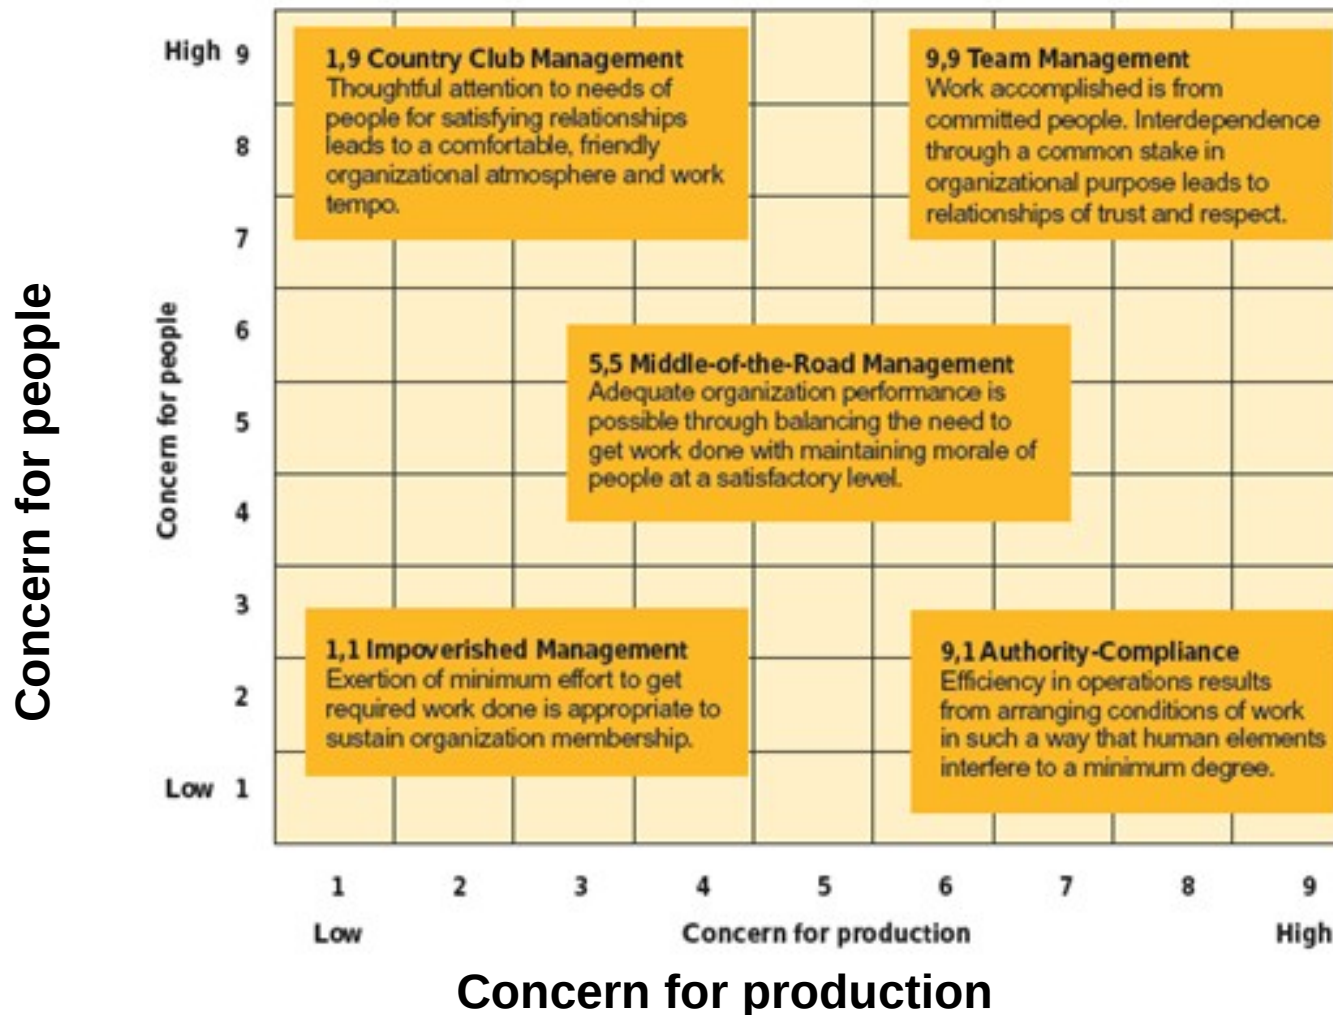 High 9
8
7
6
5
4
3
2
Low 1
Concern for people
Concern for people
1,9 Country Club Management
Thoughtful attention to needs of
people for satisfying relationships
leads to a comfortable, friendly
organizational atmosphere and work
tempo.
9,9 Team Management
Work accomplished is from
committed people. Interdependence
through a common stake in
organizational purpose leads to
relationships of trust and respect.
5,5 Middle-of-the-Road Management
Adequate organization performance is
possible through balancing the need to
get work done with maintaining morale of
people at a satisfactory level.
1,1 Impoverished Management
Exertion of minimum effort to get
required work done is appropriate to
sustain organization membership.
9,1 Authority-Compliance
Efficiency in operations results
from arranging conditions of work
in such a way that human elements
interfere to a minimum degree.
1 2 3 4 5 6 7 8 9
Low Concern for production High
Concern for production